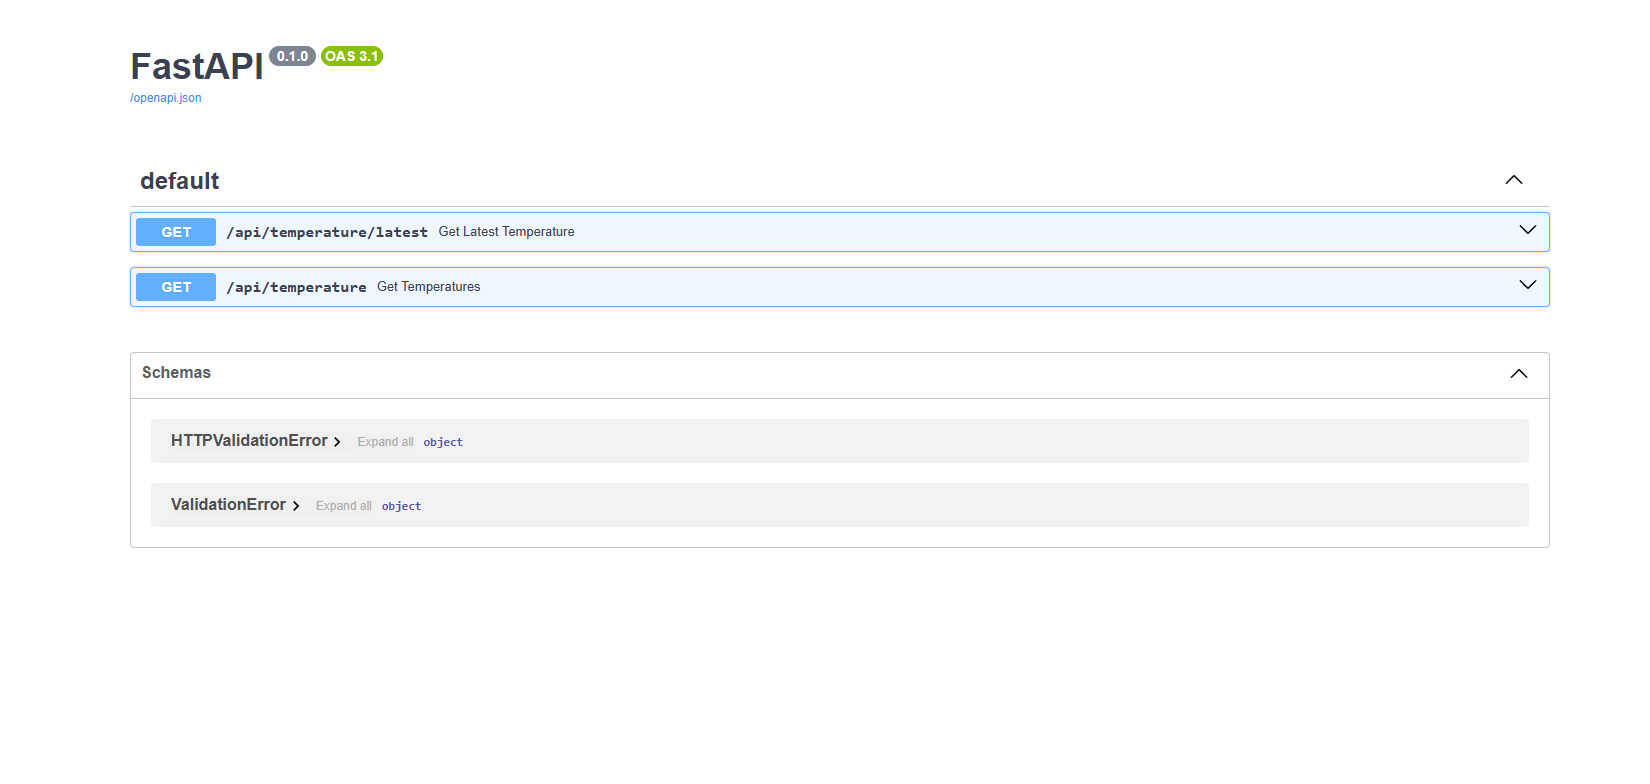 FastAPI 0.1.0 OAS 3.1
/openapi.json
default
GET /api/temperature/latest Get Latest Temperature
GET /api/temperature Get Temperatures
Schemas
HTTPValidationError Expand all object
ValidationError Expand all object